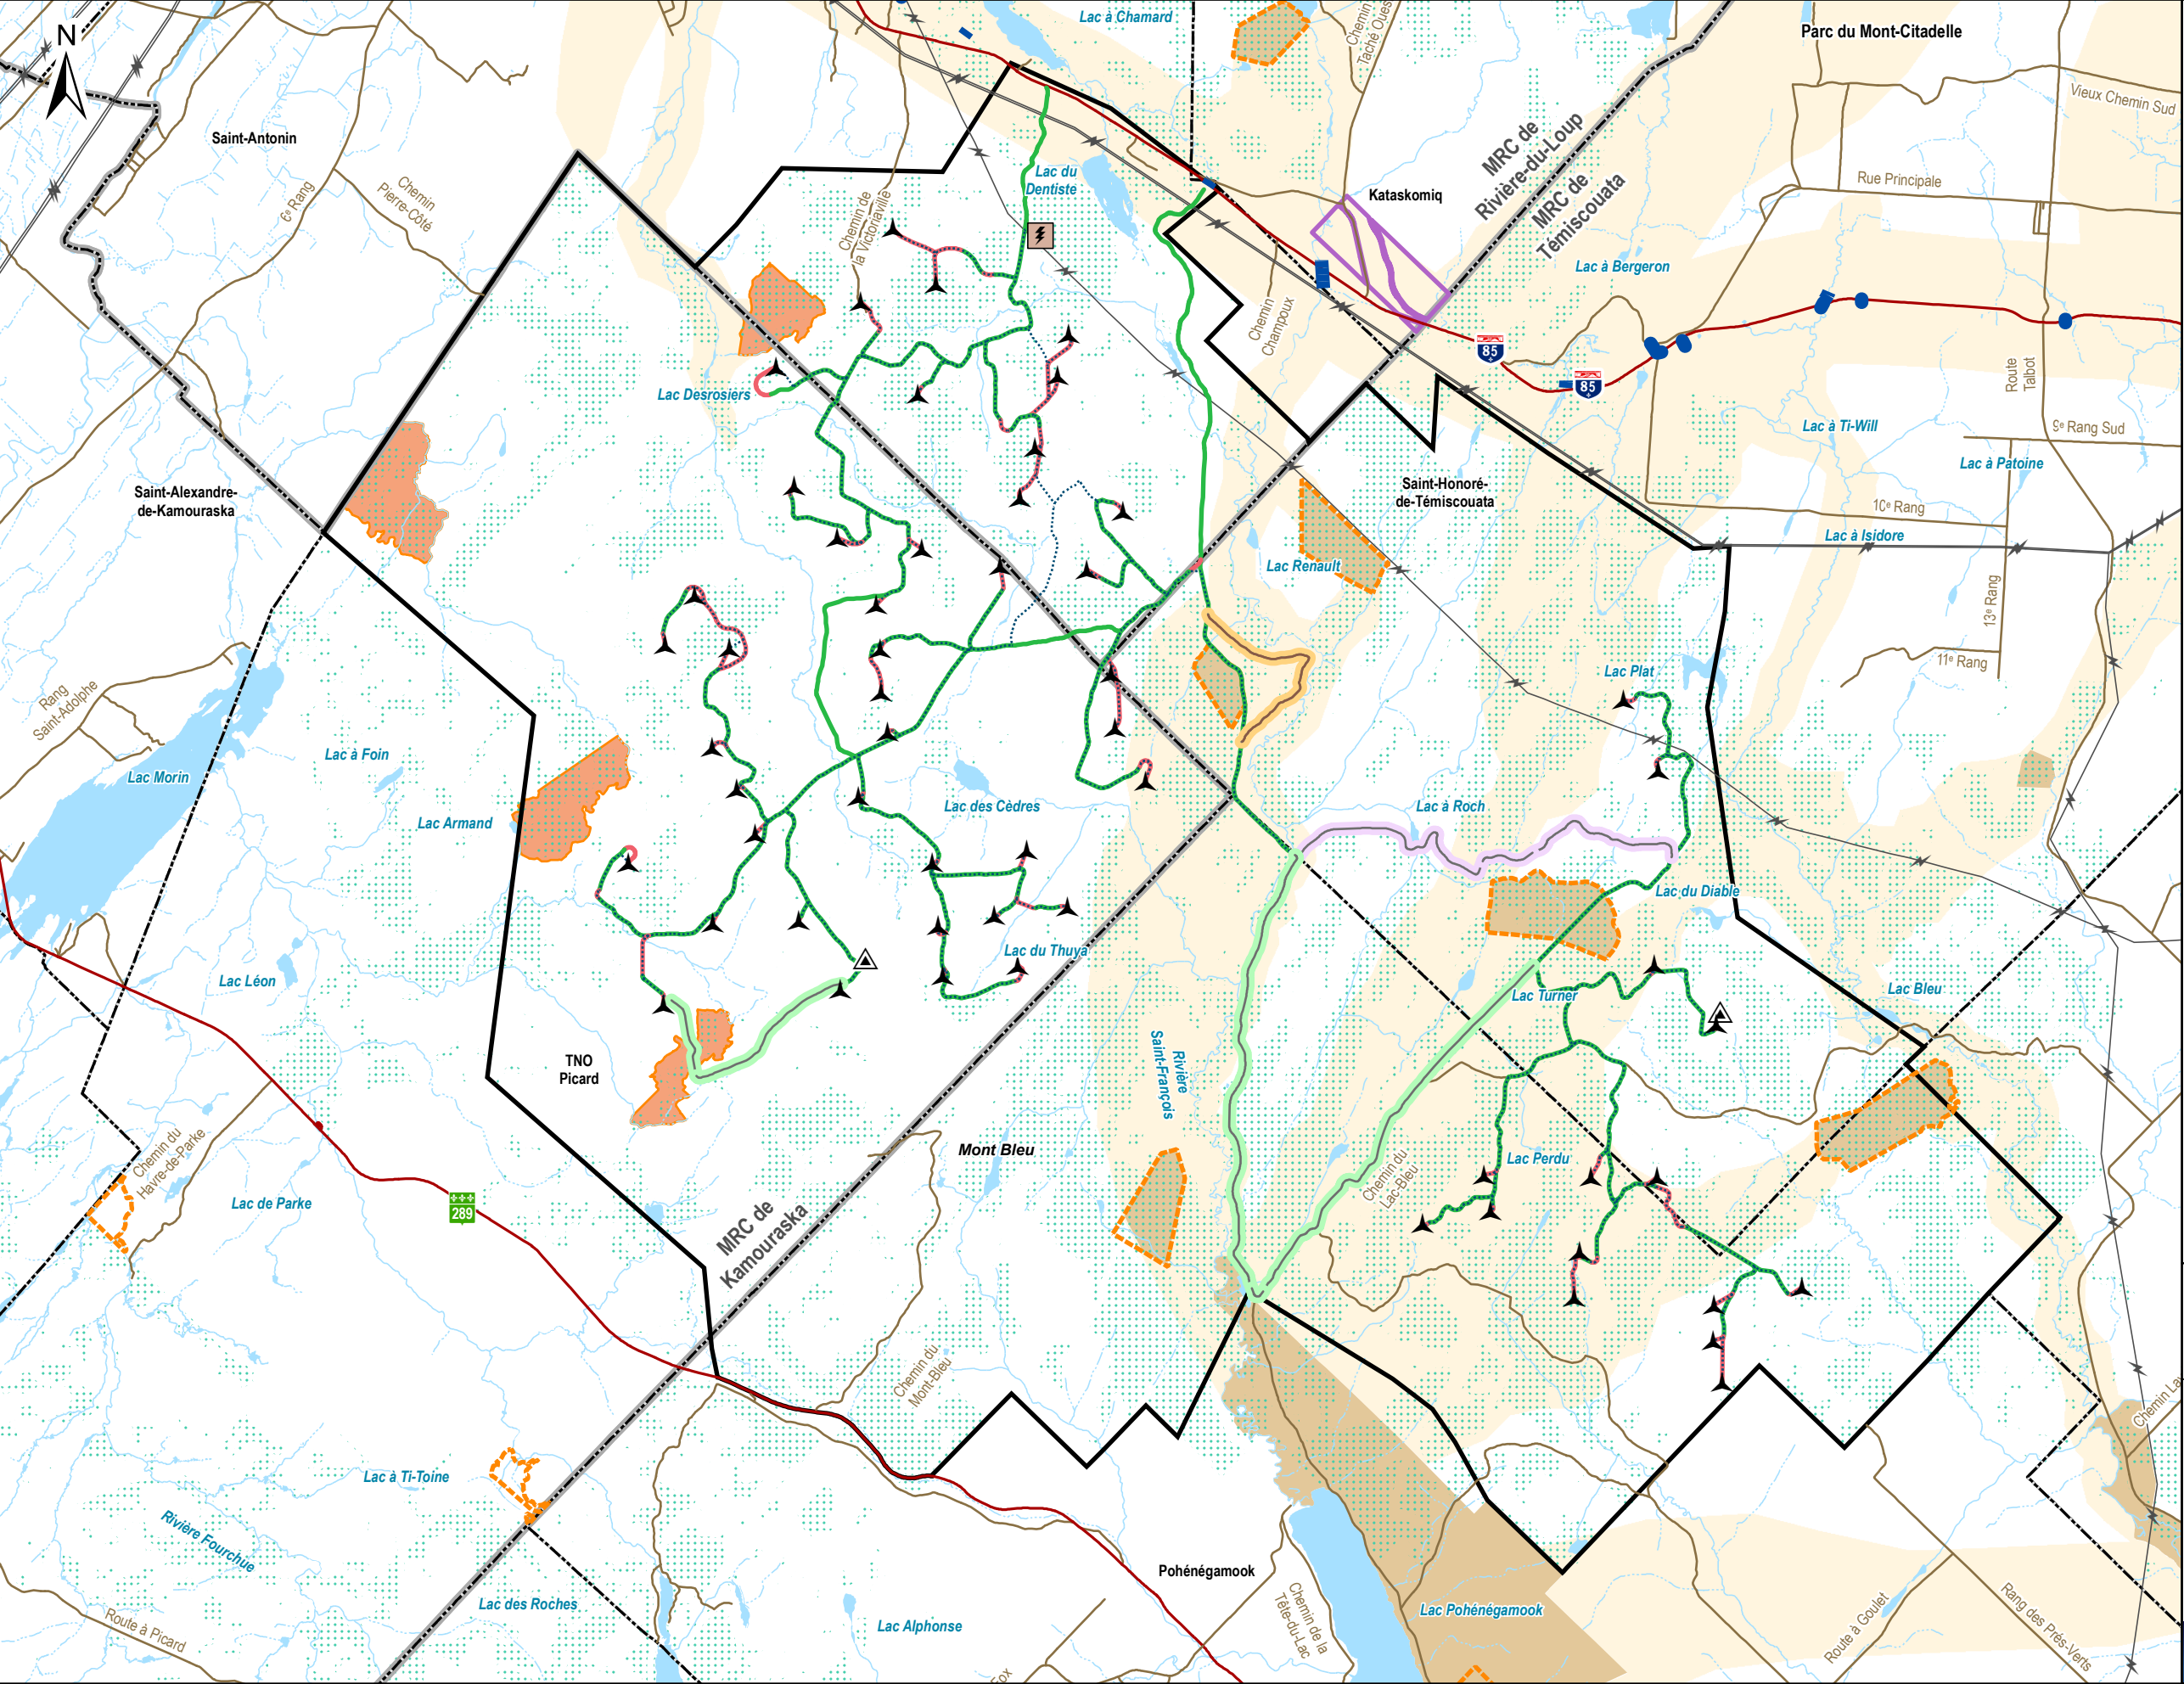 N
Lac à Chamard
Chemin
Taché Oues
Parc du Mont-Citadelle
Vieux Chemin Sud
Saint-Antonin
6e Rang
Chemin
Pierre-Côté
Chemin de
la Victoriaville
Lac du
Dentiste
Kataskomiq
MRC de
Rivière-du-Loup
MRC de
Témiscouata
Rue Principale
Lac à Bergeron
Chemin
Champoux
85
85
Route
Talbot
Lac Desrosiers
Lac à Ti-Will
9e Rang Sud
Lac à Patoine
Saint-Alexandre-
de-Kamouraska
Saint-Honoré-
de-Témiscouata
10e Rang
Lac à Isidore
Lac Renault
13e Rang
11e Rang
Rang
Saint-Adolphe
Lac Plat
Lac à Foin
Lac Morin
Lac Armand
Lac des Cèdres
Lac à Roch
Lac du Diable
Lac Léon
Lac du Thuya
Lac Turner
Lac Bleu
TNO
Picard
Rivière
Saint-François
Chemin du
Havre-de-Parke
Lac de Parke
289
MRC de
Kamouraska
Mont Bleu
Chemin du
Lac-Bleu
Lac Perdu
Chemin du
Mont-Bleu
Chemin La
Lac à Ti-Toine
Rivière Fourchue
Lac des Roches
Route à Picard
Lac Alphonse
Pohénégamook
Chemin de la
Tête-du-Lac
Lac Pohénégamook
Route à Goulet
Rang des Prés-Verts
ox